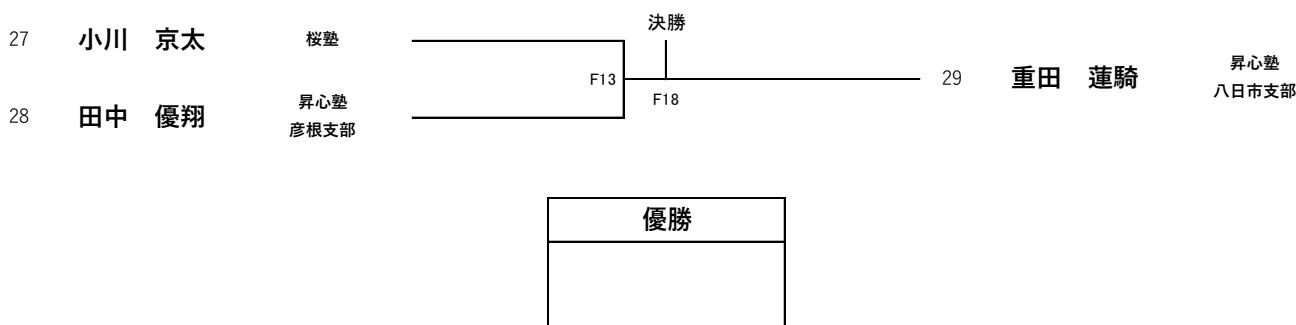 決勝
27 小川 京太 桜塾
F13
29 重田 蓮騎 昇心塾
八日市支部
F18
28 田中 優翔 昇心塾
彦根支部
優勝